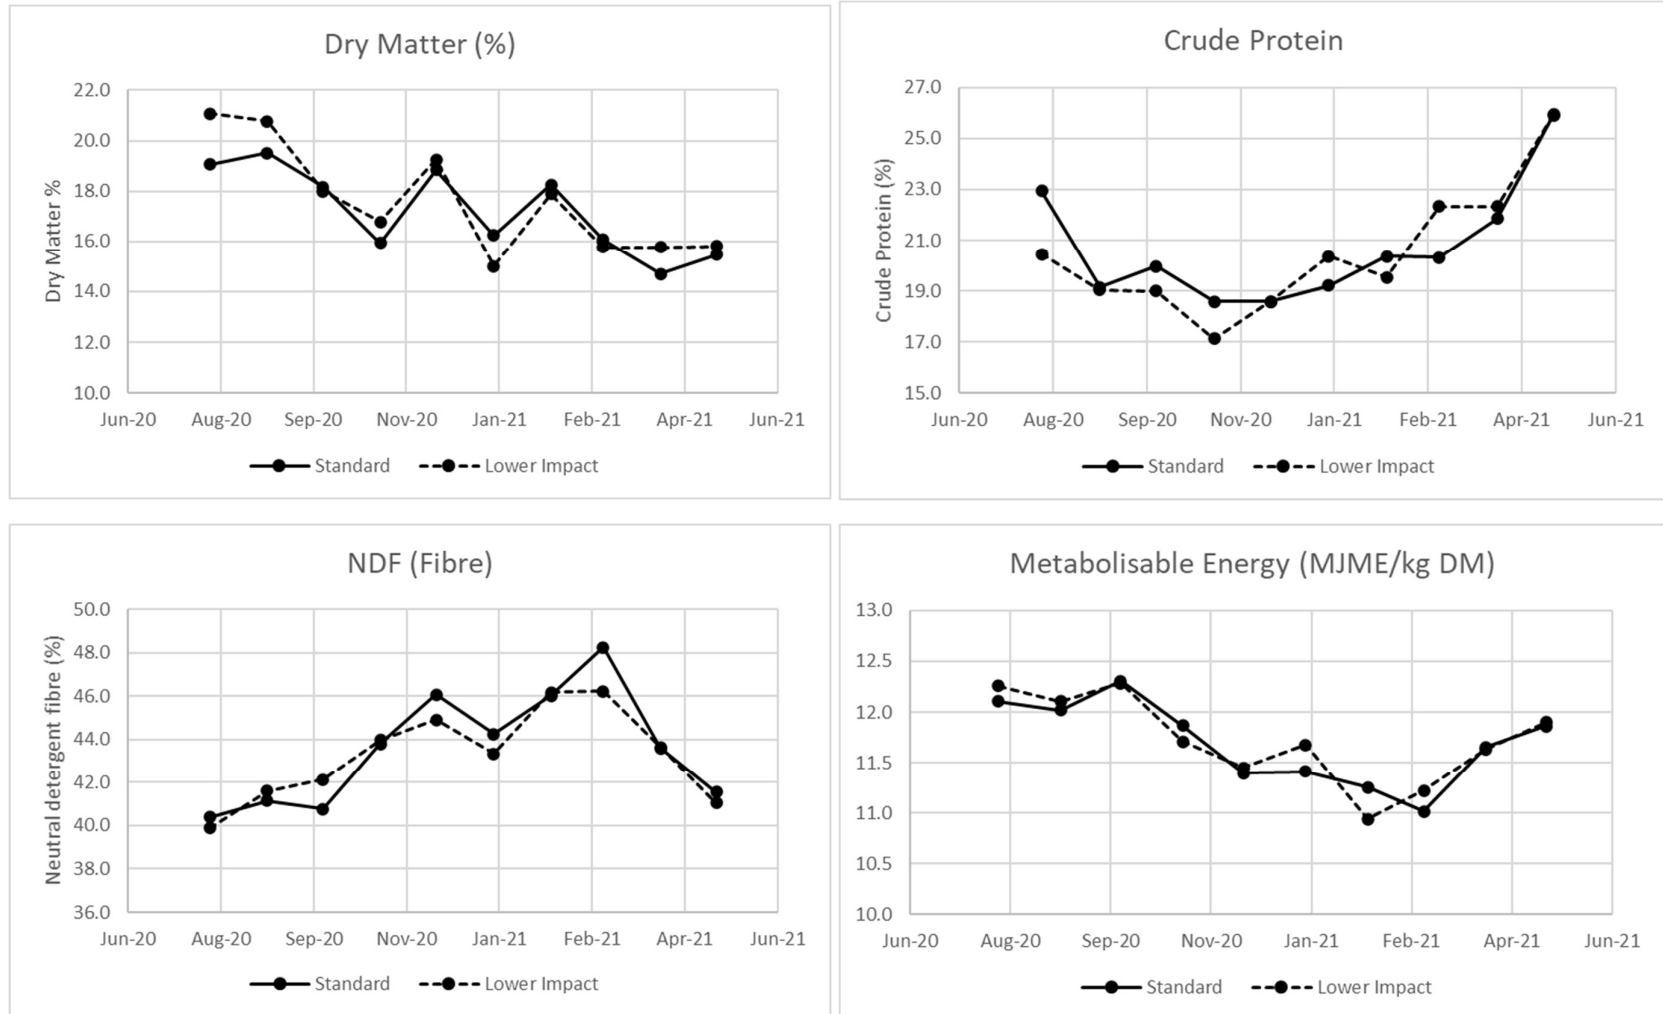 Dry Matter (%)
Dry Matter %
22.0
20.0
18.0
16.0
14.0
12.0
10.0
Jun-20 Aug-20 Sep-20 Nov-20 Jan-21 Feb-21 Apr-21 Jun-21
Standard Lower Impact
Crude Protein
Crude Protein (%)
27.0
25.0
23.0
21.0
19.0
17.0
15.0
Jun-20 Aug-20 Sep-20 Nov-20 Jan-21 Feb-21 Apr-21 Jun-21
Standard Lower Impact
NDF (Fibre)
Neutral detergent fibre (%)
50.0
48.0
46.0
44.0
42.0
40.0
38.0
36.0
Jun-20 Aug-20 Sep-20 Nov-20 Jan-21 Feb-21 Apr-21 Jun-21
Standard Lower Impact
Metabolisable Energy (MJME/kg DM)
13.0
12.5
12.0
11.5
11.0
10.5
10.0
Jun-20 Aug-20 Sep-20 Nov-20 Jan-21 Feb-21 Apr-21 Jun-21
Standard Lower Impact